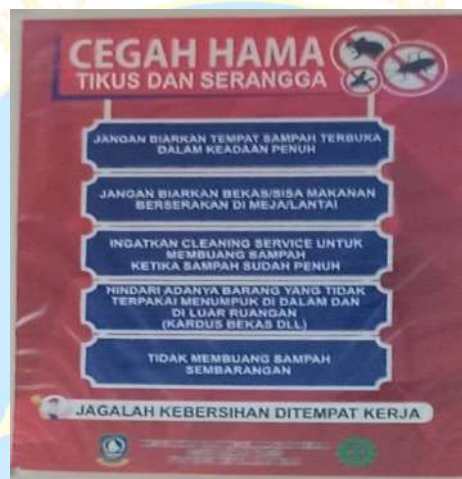 CEGAH HAMA
TIKUS DAN SERANGGA
JANGAN BIARKAN TEMPAT SAMPAH TERBUKA
DALAM KEADAAN PENUH
JANGAN BIARKAN BEKAS/SISA MAKANAN
BERSERAKAN DI MEJA/LANTAI
INGATKAN CLEANING SERVICE UNTUK
MEMBUANG SAMPAH
KETIKA SAMPAH SUDAH PENUH
HINDARI ADANYA BARANG YANG TIDAK
TERPAKAI MENUMPUK DI DALAM DAN
DI LUAR RUANGAN
(KARDUS BEKAS DLL)
TIDAK MEMBUANG SAMPAH
SEMBARANGAN
JAGALAH KEBERSIHAN DITEMPAT KERJA